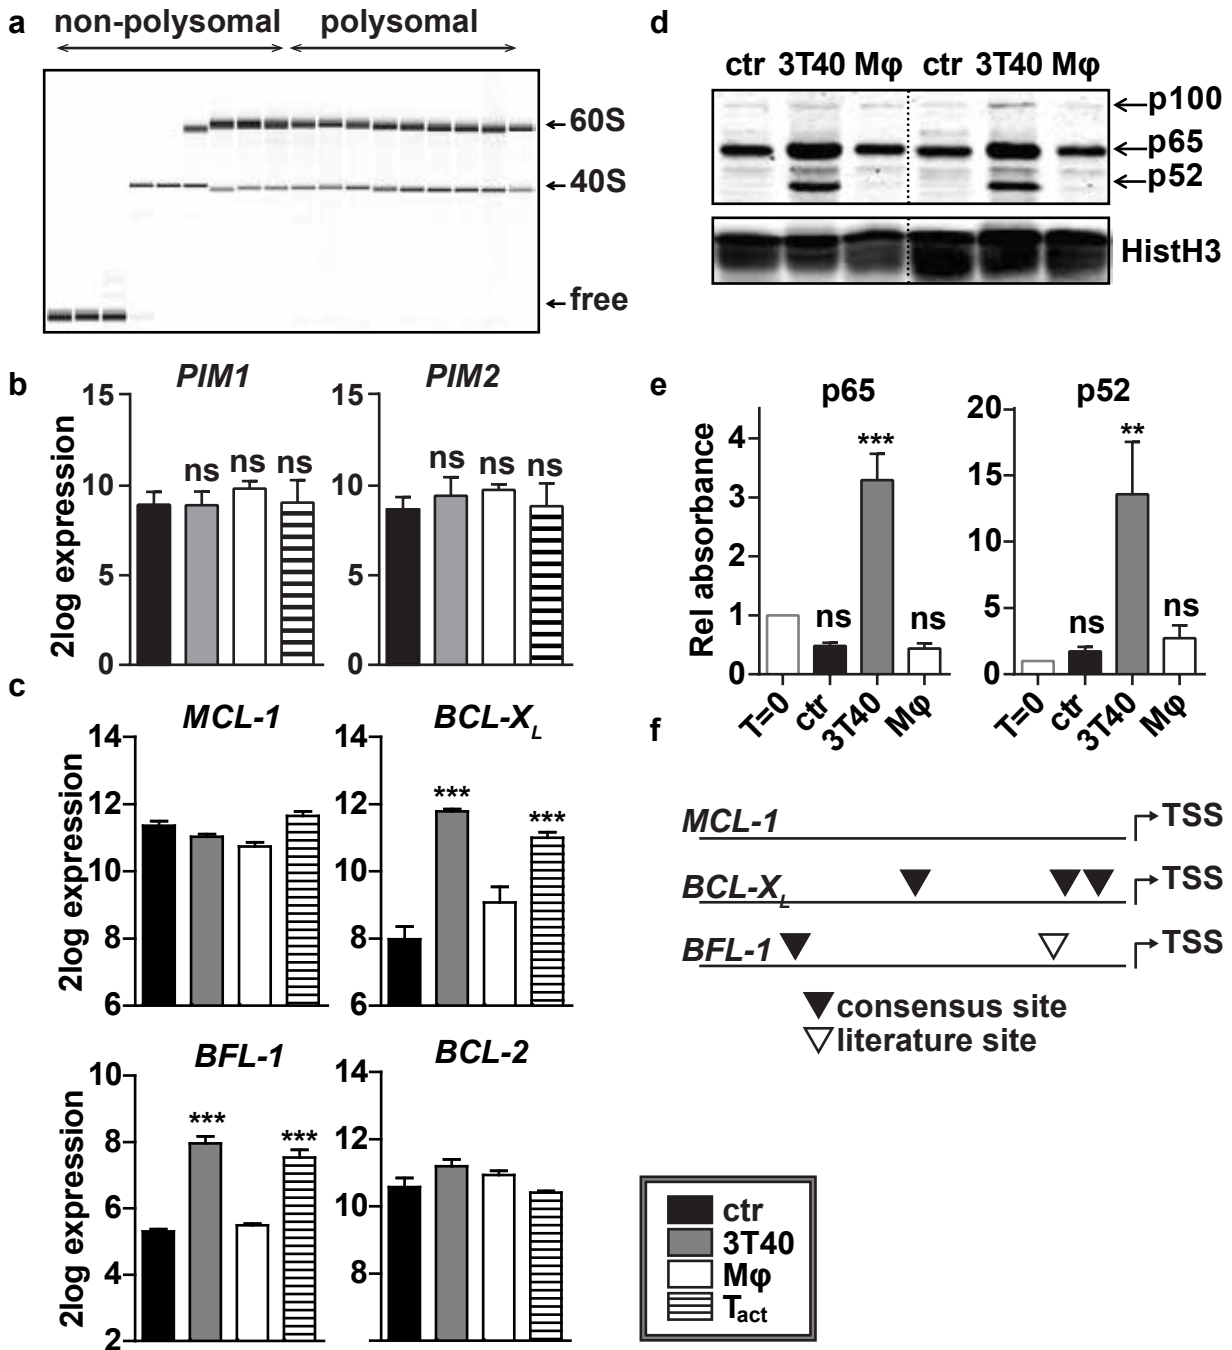 a
non-polysomal polysomal
60S
40S
free
b
PIM1 PIM2
2log expression
15
10
5
0
ns ns ns
15
10
5
0
ns ns ns
c
MCL-1 BCL-XL
2log expression
14
12
10
8
6
14
12
10
8
6
*** ***
BFL-1 BCL-2
2log expression
10
8
6
4
2
*** ***
14
12
10
8
d
ctr 3T40 Mφ ctr 3T40 Mφ
p100
p65
p52
HistH3
e
p65 p52
Rel absorbance
4
3
2
1
0
ns *** ns
T=0 ctr 3T40 Mφ
20
15
10
5
0
ns ** ns
T=0 ctr 3T40 Mφ
f
MCL-1 TSS
BCL-XL TSS
BFL-1 TSS
consensus site
literature site
ctr
3T40
Mφ
Tact